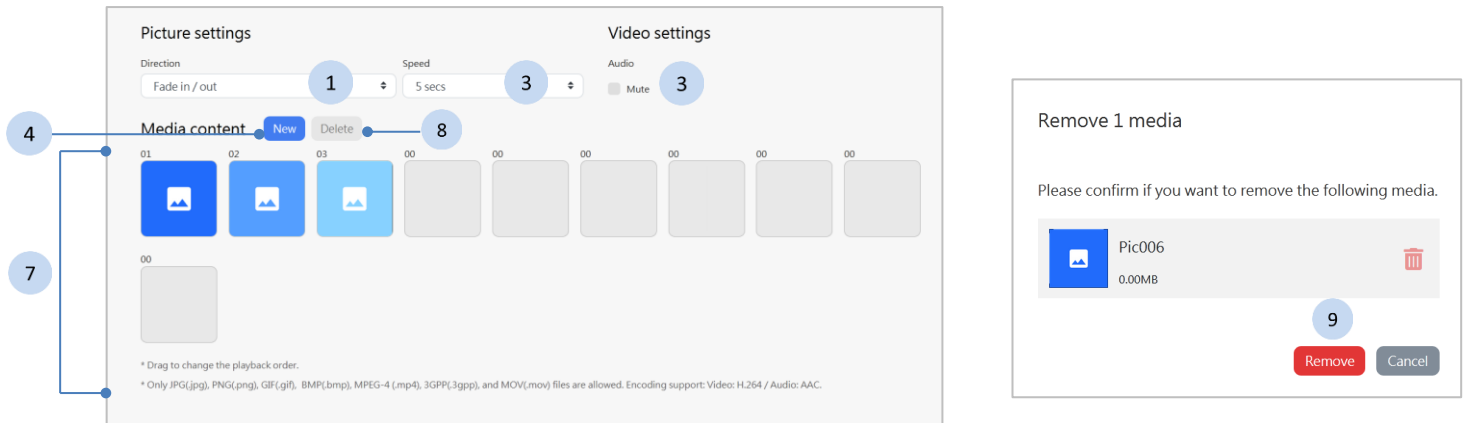 Picture settings
Video settings
Direction
Speed
Audio
Fade in / out
1
5 secs
3
Mute
3
4
Media content
New
Delete
8
01 02 03 00 00 00 00 00 00
7
00
* Drag to change the playback order.
* Only JPG(.jpg), PNG(.png), GIF(.gif), BMP(.bmp), MPEG-4 (.mp4), 3GPP(.3gpp), and MOV(.mov) files are allowed. Encoding support: Video: H.264 / Audio: AAC.
Remove 1 media
Please confirm if you want to remove the following media.
Pic006
0.00MB
9
Remove
Cancel